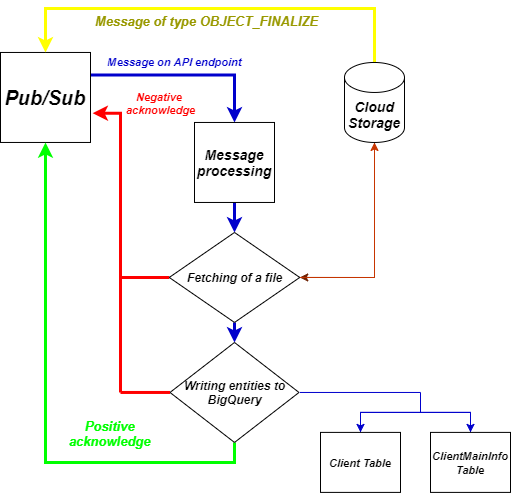 Message of type OBJECT_FINALIZE
Message on API endpoint
Pub/Sub
Negative
acknowledge
Cloud
Storage
Message
processing
Fetching of a file
Writing entities to
BigQuery
Positive
acknowledge
Client Table
ClientMainInfo
Table